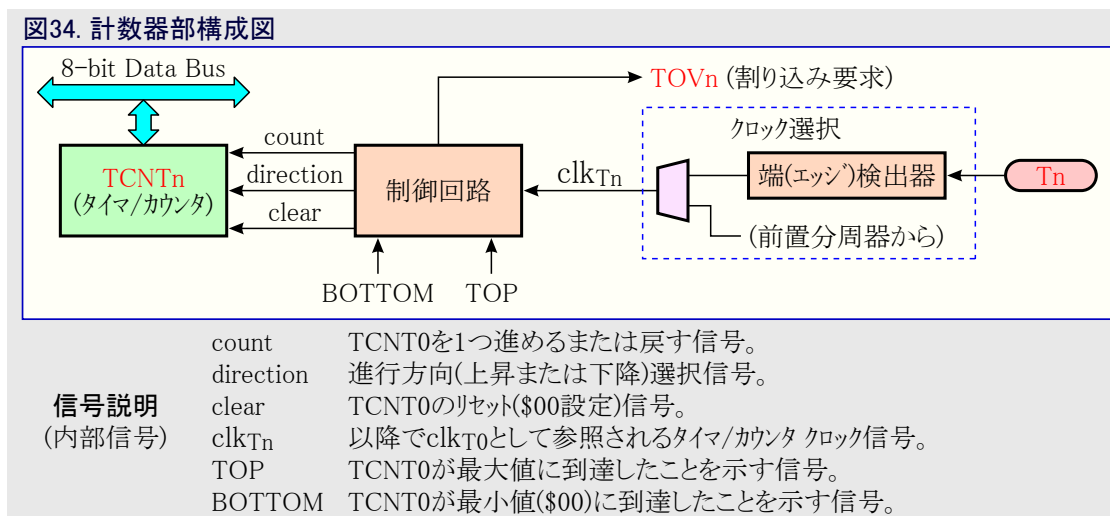 図34. 計数器部構成図
8-bit Data Bus
TOVn (割り込み要求)
クロック選択
count
TCNTn
(タイマ/カウンタ)
direction
制御回路
clkTn
端(エッジ)検出器
Tn
clear
(前置分周器から)
BOTTOM TOP
count TCNT0を1つ進めるまたは戻す信号。
direction 進行方向(上昇または下降)選択信号。
信号説明 clear TCNT0のリセット($00設定)信号。
(内部信号) clkTn 以降でclkT0として参照されるタイマ/カウンタ クロック信号。
TOP TCNT0が最大値に到達したことを示す信号。
BOTTOM TCNT0が最小値($00)に到達したことを示す信号。